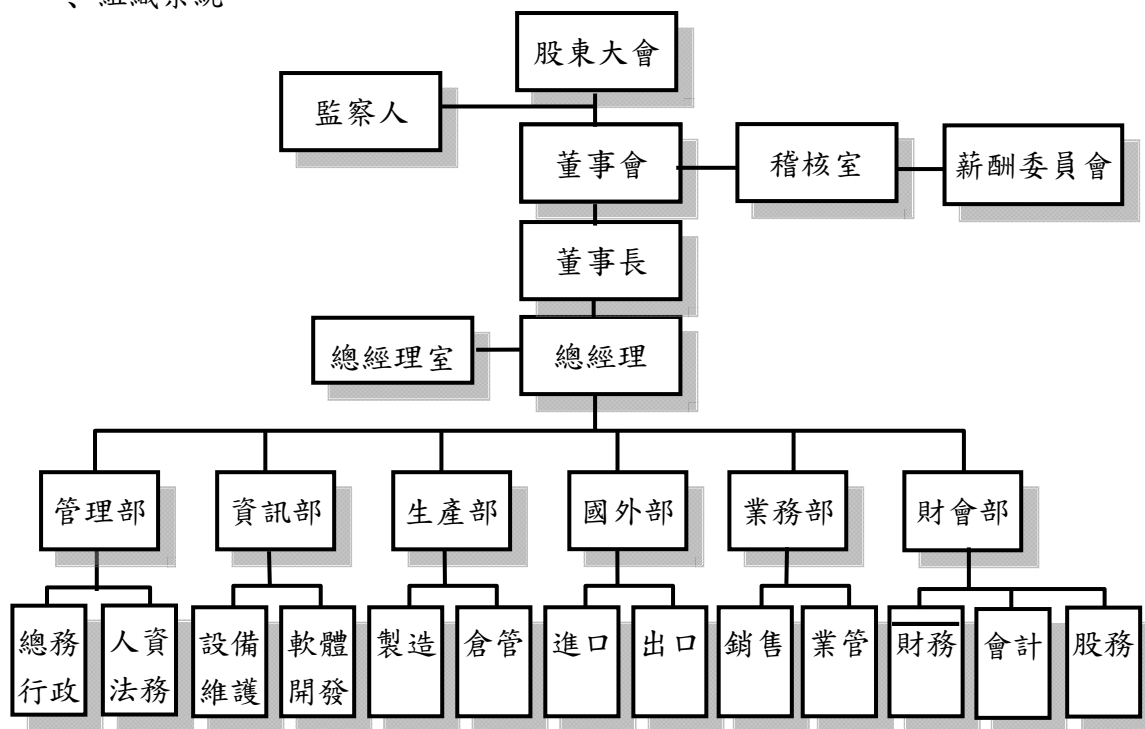 、組織系統
股東大會
監察人
董事會
稽核室
薪酬委員會
董事長
總經理室
總經理
管理部
資訊部
生產部
國外部
業務部
財會部
總務
行政
人資
法務
設備
維護
軟體
開發
製造
倉管
進口
出口
銷售
業管
財務
會計
股務